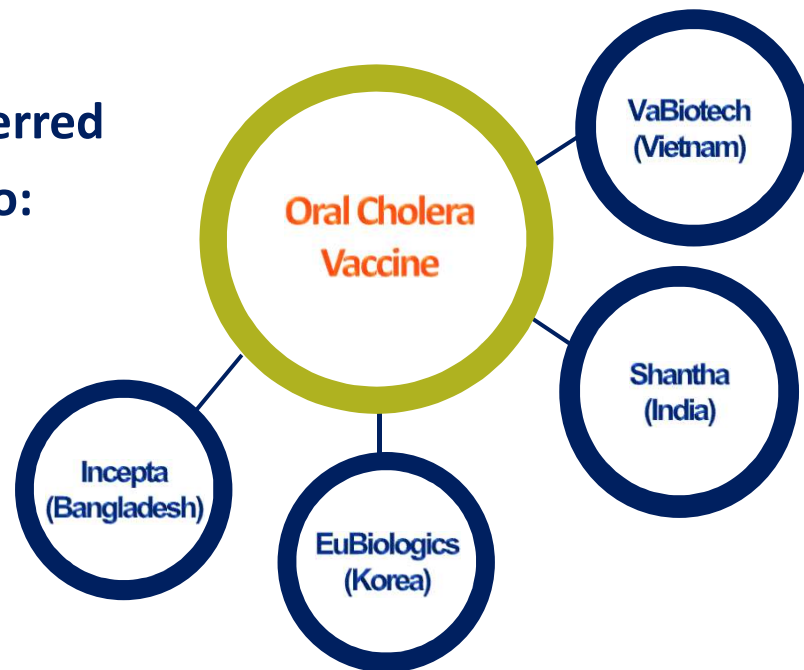 erred
o:
Oral Cholera
Vaccine
VaBiotech
(Vietnam)
Shantha
(India)
Incepta
(Bangladesh)
EuBiologics
(Korea)